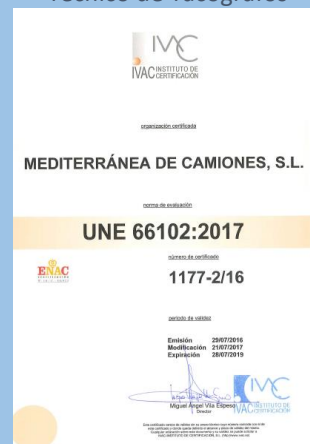 Técnico de Tacógrafos
IVAC
IVAC INSTITUTO DE
CERTIFICACIÓN
organización certificada
MEDITERRÁNEA DE CAMIONES, S.L.
norma de evaluación
UNE 66102:2017
número de certificado
ENAC
1177-2/16
periodo de validez
Emisión 29/07/2016
Modificación 21/07/2017
Expiración 28/07/2019
IVAC
INSTITUTO DE
CERTIFICACIÓN
Miguel Ángel Vila Espeso
Director